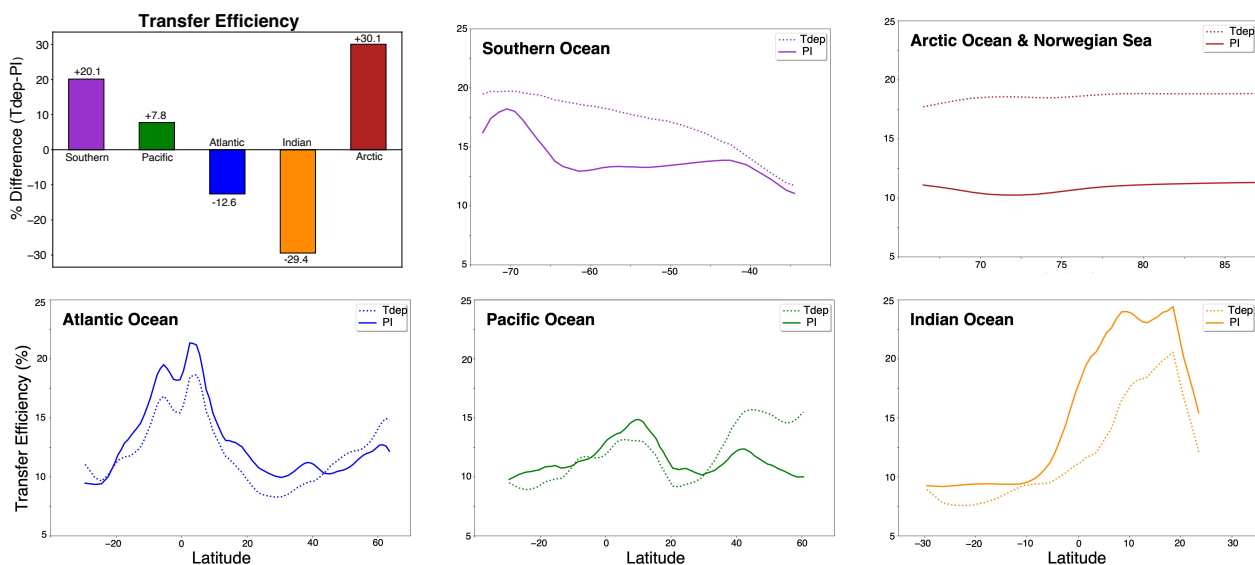 Transfer Efficiency
% Difference (Tdep-PI)
30
20
10
0
−10
−20
−30
+20.1
+7.8
-12.6
-29.4
+30.1
Southern
Pacific
Atlantic
Indian
Arctic
Southern Ocean
Tdep
PI
25
20
15
10
5
−70
−60
−50
−40
−30
Arctic Ocean & Norwegian Sea
Tdep
PI
25
20
15
10
5
70
75
80
85
Atlantic Ocean
Tdep
PI
Transfer Efficiency (%)
25
20
15
10
5
−20
0
20
40
60
Latitude
Pacific Ocean
Tdep
PI
25
20
15
10
5
−20
0
20
40
60
Latitude
Indian Ocean
Tdep
PI
25
20
15
10
5
−30
−20
−10
0
10
20
30
Latitude